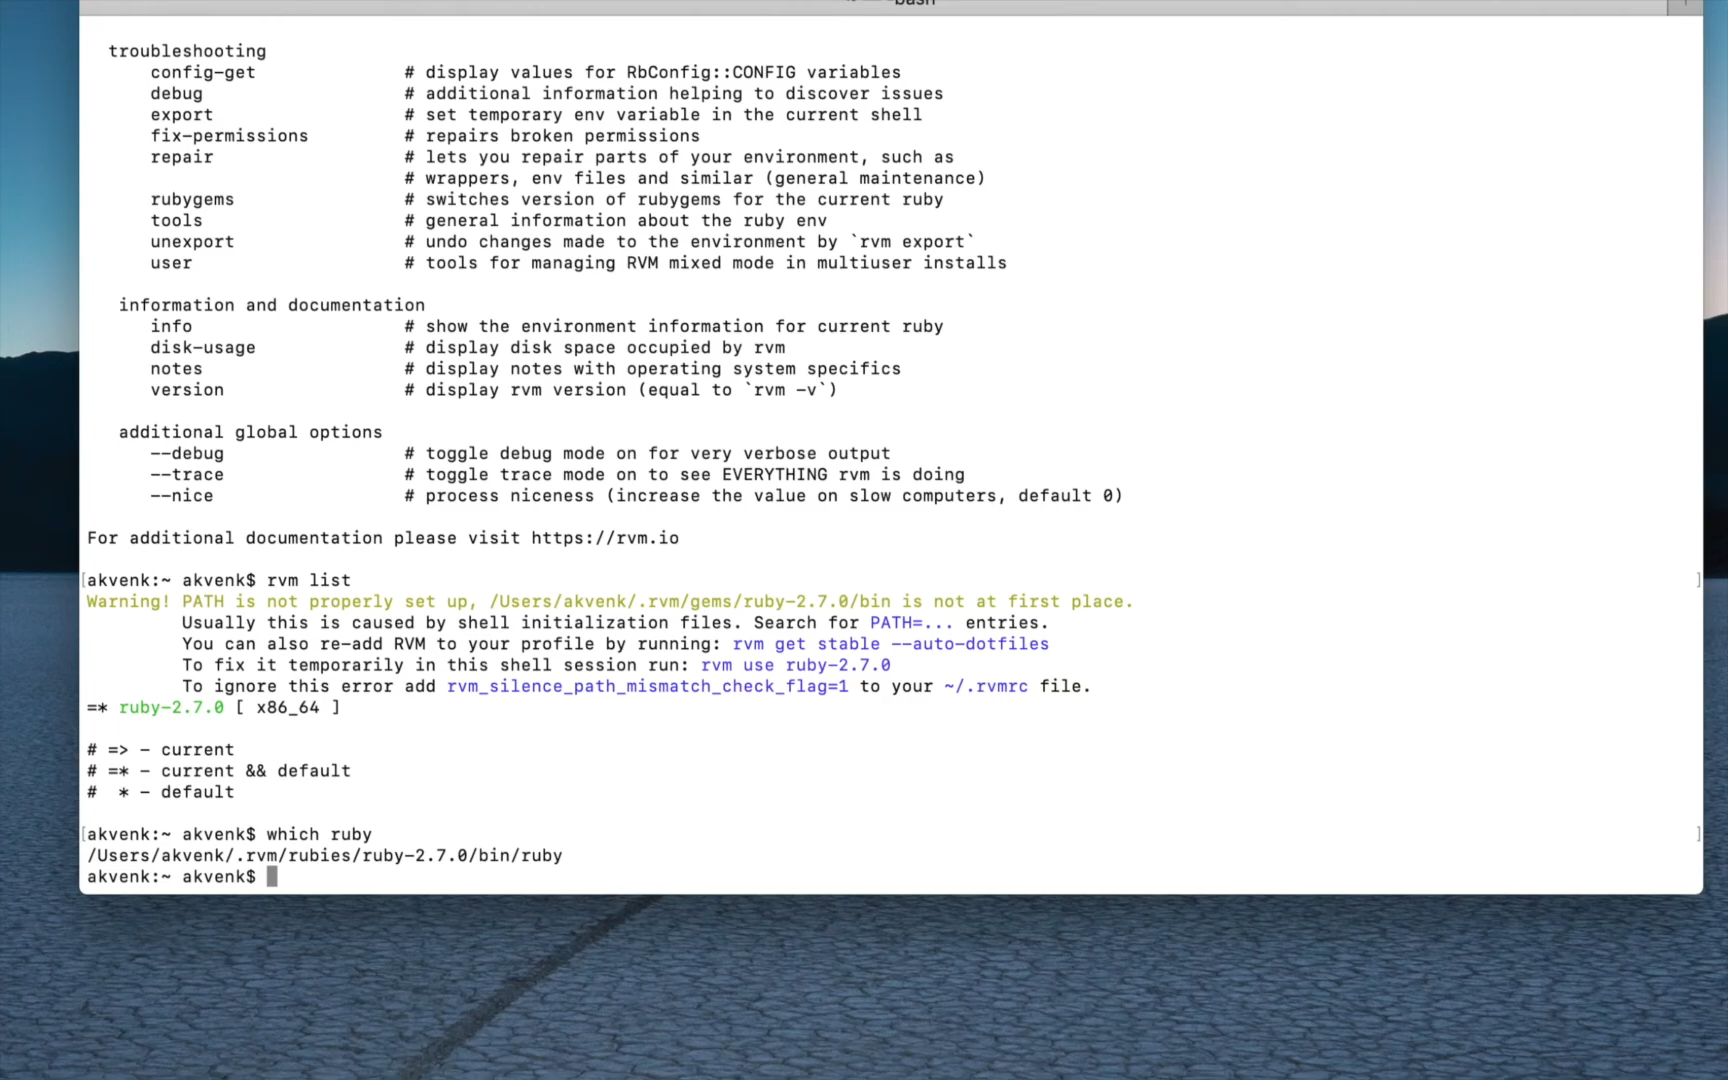 troubleshooting
config-get # display values for RbConfig::CONFIG variables
debug # additional information helping to discover issues
export # set temporary env variable in the current shell
fix-permissions # repairs broken permissions
repair # lets you repair parts of your environment, such as
# wrappers, env files and similar (general maintenance)
rubygems # switches version of rubygems for the current ruby
tools # general information about the ruby env
unexport # undo changes made to the environment by `rvm export`
user # tools for managing RVM mixed mode in multiuser installs
information and documentation
info # show the environment information for current ruby
disk-usage # display disk space occupied by rvm
notes # display notes with operating system specifics
version # display rvm version (equal to `rvm -v`)
additional global options
--debug # toggle debug mode on for very verbose output
--trace # toggle trace mode on to see EVERYTHING rvm is doing
--nice # process niceness (increase the value on slow computers, default 0)
For additional documentation please visit https://rvm.io
[akvenk:~ akvenk$ rvm list ]
Warning! PATH is not properly set up, /Users/akvenk/.rvm/gems/ruby-2.7.0/bin is not at first place.
Usually this is caused by shell initialization files. Search for PATH=... entries.
You can also re-add RVM to your profile by running: rvm get stable --auto-dotfiles
To fix it temporarily in this shell session run: rvm use ruby-2.7.0
To ignore this error add rvm_silence_path_mismatch_check_flag=1 to your ~/.rvmrc file.
=* ruby-2.7.0 [ x86_64 ]
# => - current
# =* - current && default
# * - default
[akvenk:~ akvenk$ which ruby ]
/Users/akvenk/.rvm/rubies/ruby-2.7.0/bin/ruby
akvenk:~ akvenk$